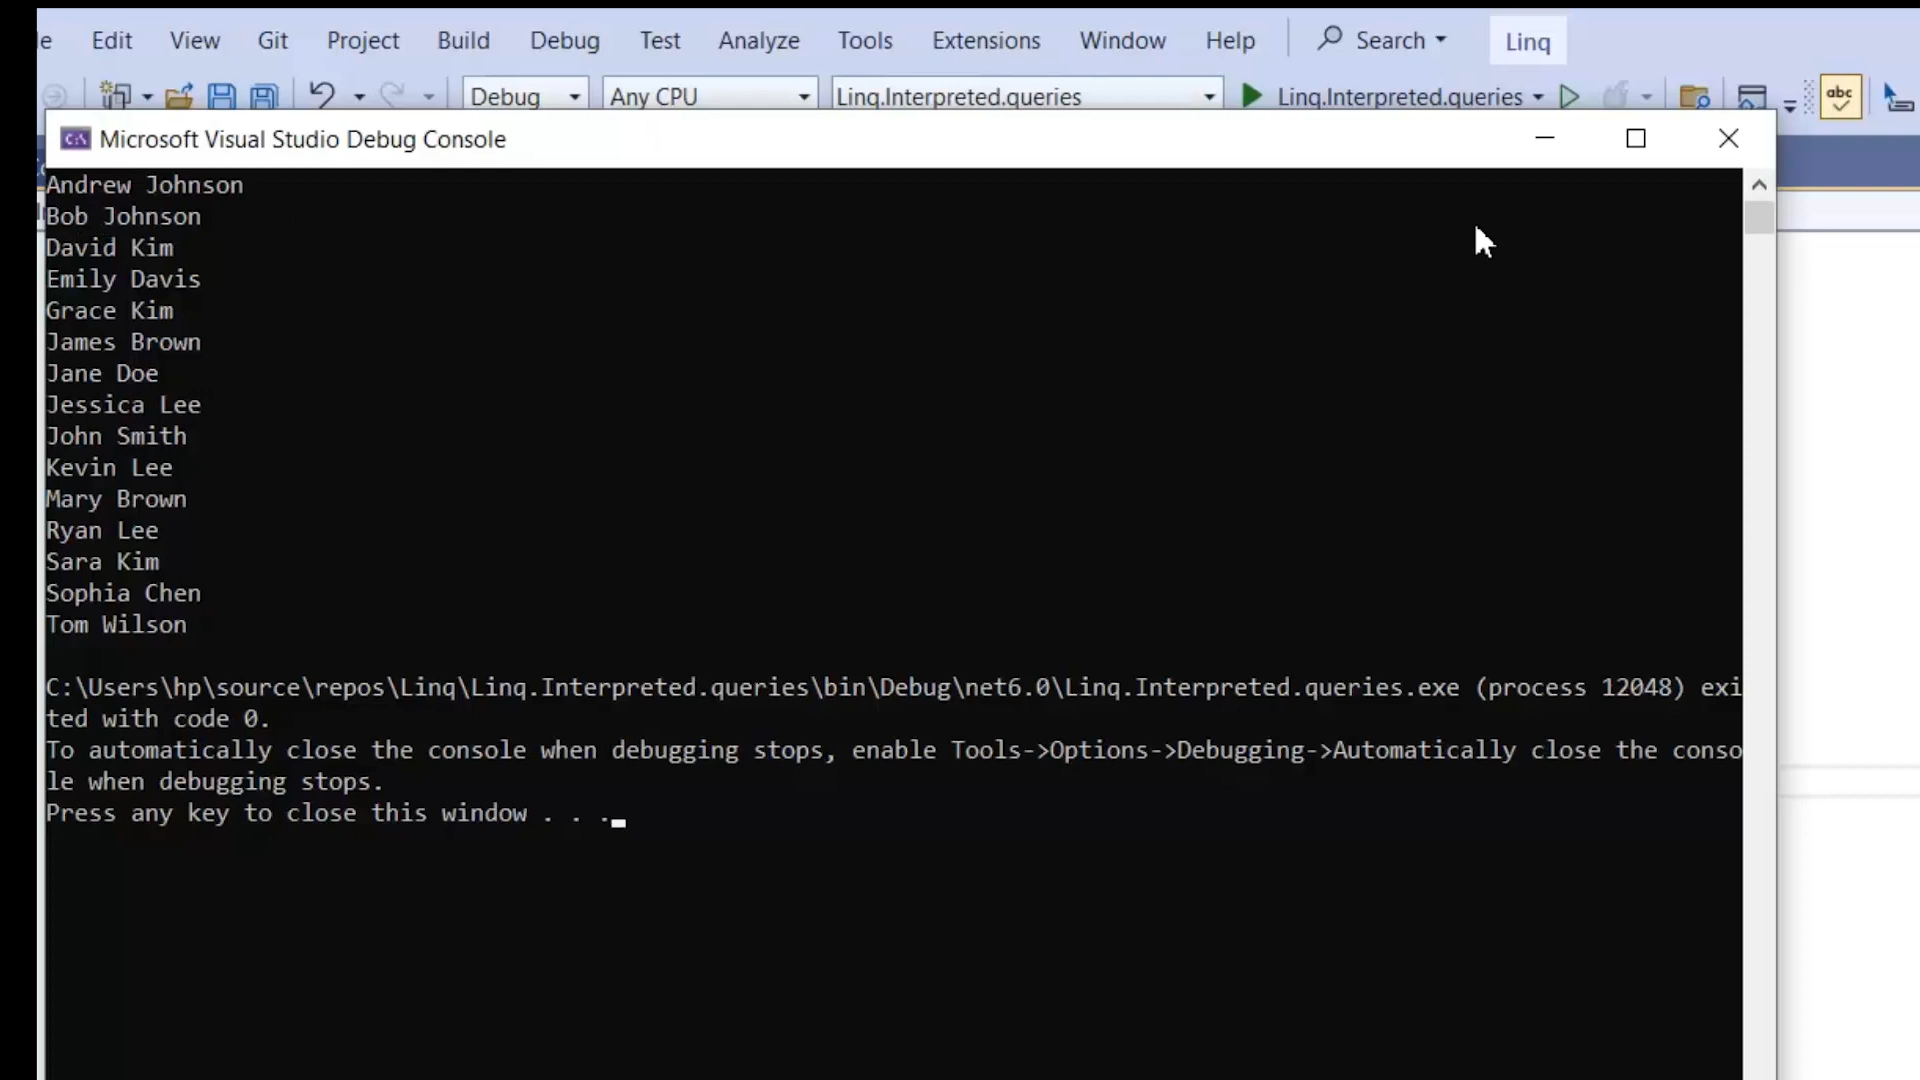 Edit View Git Project Build Debug Test Analyze Tools Extensions Window Help Search Linq
Debug Any CPU Linq.Interpreted.queries Linq.Interpreted.queries abc
Microsoft Visual Studio Debug Console
Andrew Johnson
Bob Johnson
David Kim
Emily Davis
Grace Kim
James Brown
Jane Doe
Jessica Lee
John Smith
Kevin Lee
Mary Brown
Ryan Lee
Sara Kim
Sophia Chen
Tom Wilson
C:\Users\hp\source\repos\Linq\Linq.Interpreted.queries\bin\Debug\net6.0\Linq.Interpreted.queries.exe (process 12048) exi
ted with code 0.
To automatically close the console when debugging stops, enable Tools->Options->Debugging->Automatically close the conso
le when debugging stops.
Press any key to close this window . . .